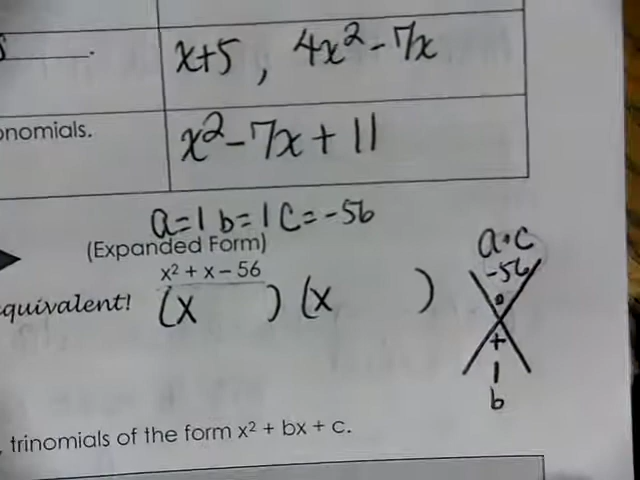 x+5, 4x² - 7x
onomials.
x² - 7x + 11
a=1 b=1 c=-56
(Expanded Form)
x² + x – 56
equivalent! (x ) (x )
a·c
-56
•
+
1
b
trinomials of the form x² + bx + c.